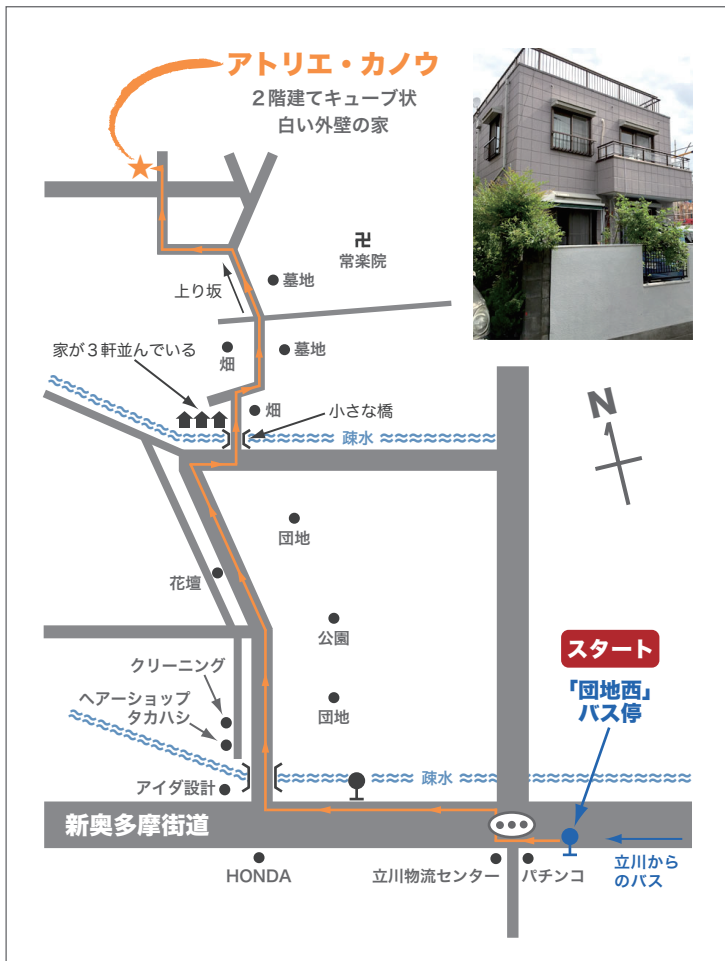 アトリエ・カノウ
２階建てキューブ状
白い外壁の家
卍
常楽院
墓地
上り坂
家が３軒並んでいる
畑
墓地
畑
小さな橋
疎水
N
団地
花壇
公園
スタート
「団地西」
バス停
クリーニング
ヘアーショップ
タカハシ
団地
アイダ設計
疎水
新奥多摩街道
HONDA
立川物流センター
パチンコ
立川から
のバス